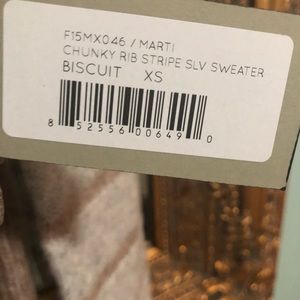 F15MX046 / MARTI
CHUNKY RIB STRIPE SLV SWEATER
BISCUIT XS
8 52556 00649 0